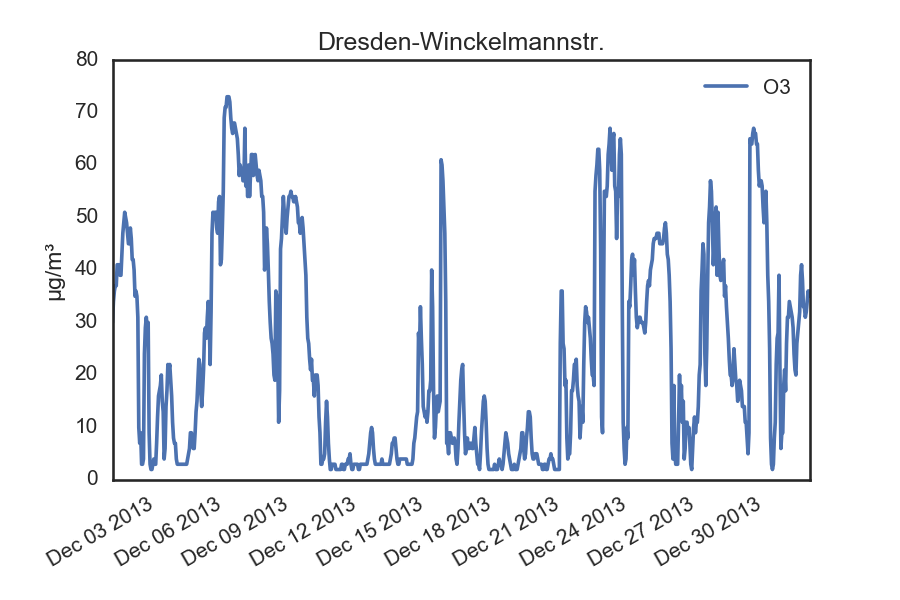 Dresden-Winckelmannstr.
80
70
60
50
40
30
20
10
0
µg/m³
O3
Dec 03 2013
Dec 06 2013
Dec 09 2013
Dec 12 2013
Dec 15 2013
Dec 18 2013
Dec 21 2013
Dec 24 2013
Dec 27 2013
Dec 30 2013